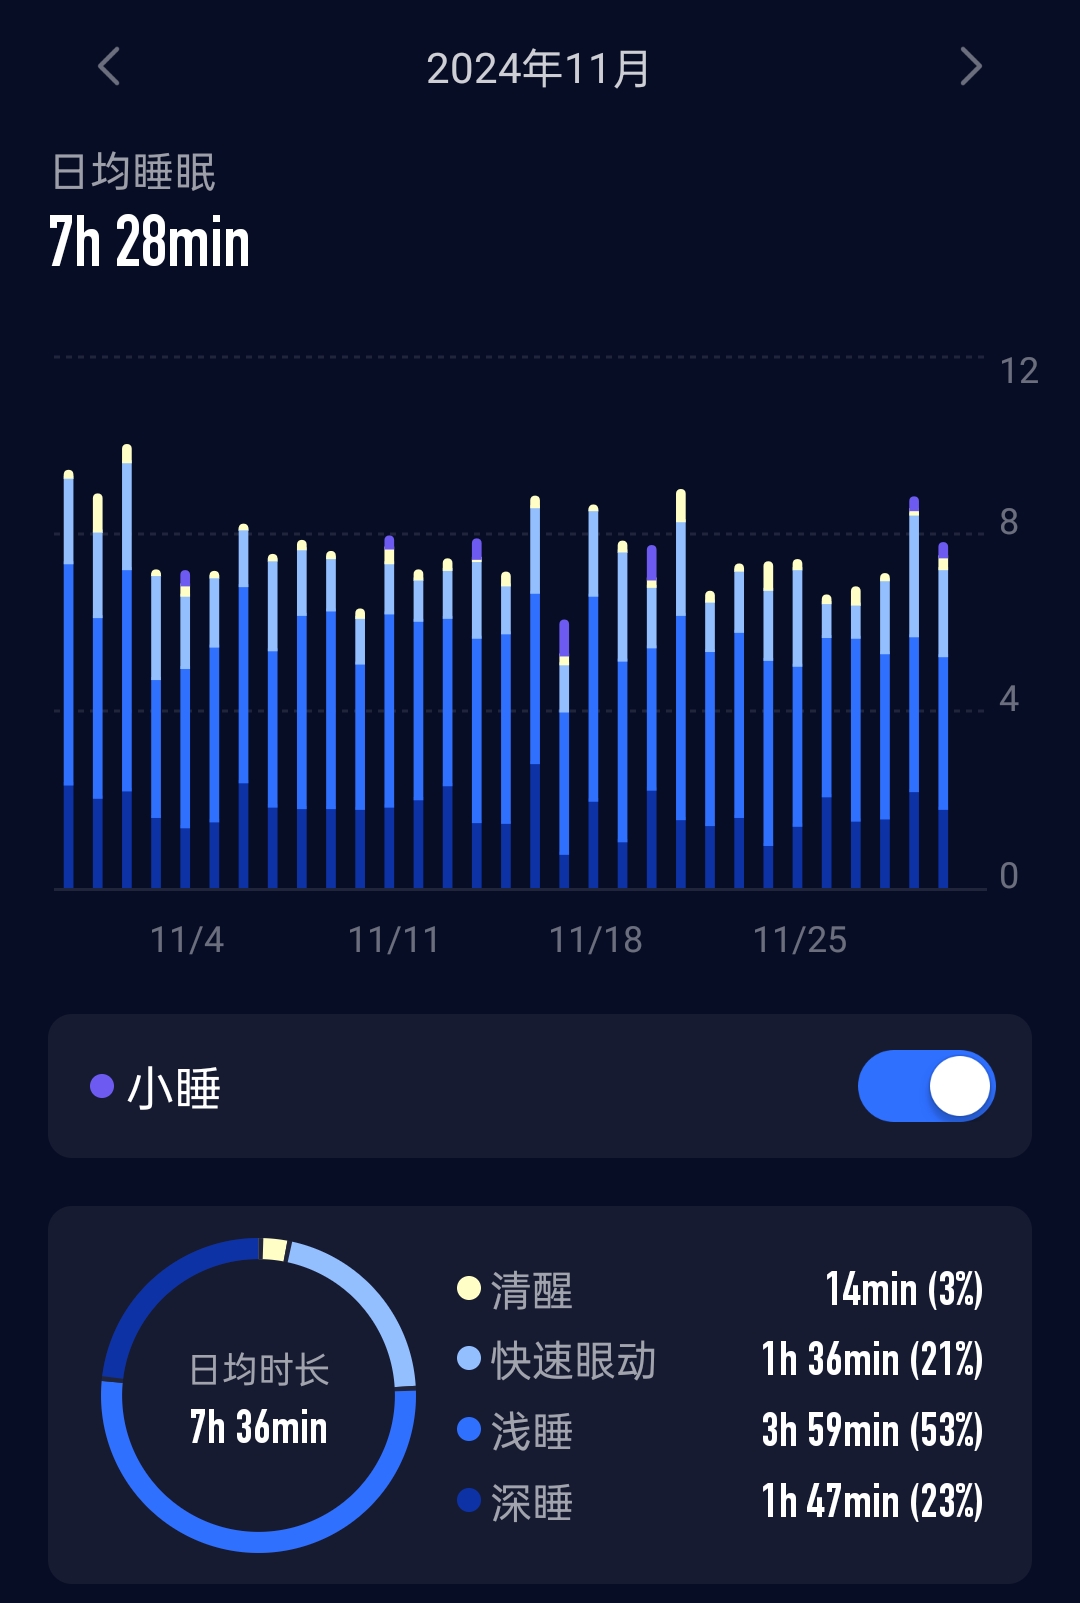 2024年11月
日均睡眠
7h 28min
12
8
4
0
11/4 11/11 11/18 11/25
小睡
清醒 14min (3%)
快速眼动 1h 36min (21%)
日均时长
7h 36min
浅睡 3h 59min (53%)
深睡 1h 47min (23%)